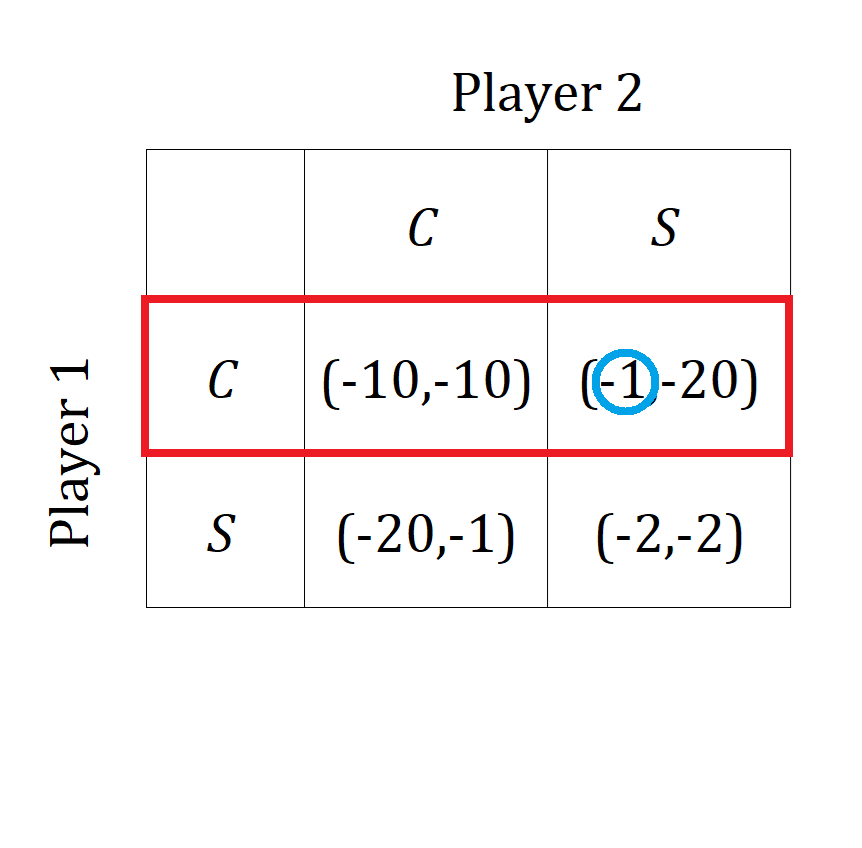 Player 2
C S
Player 1
C (-10,-10) (-1,-20)
S (-20,-1) (-2,-2)